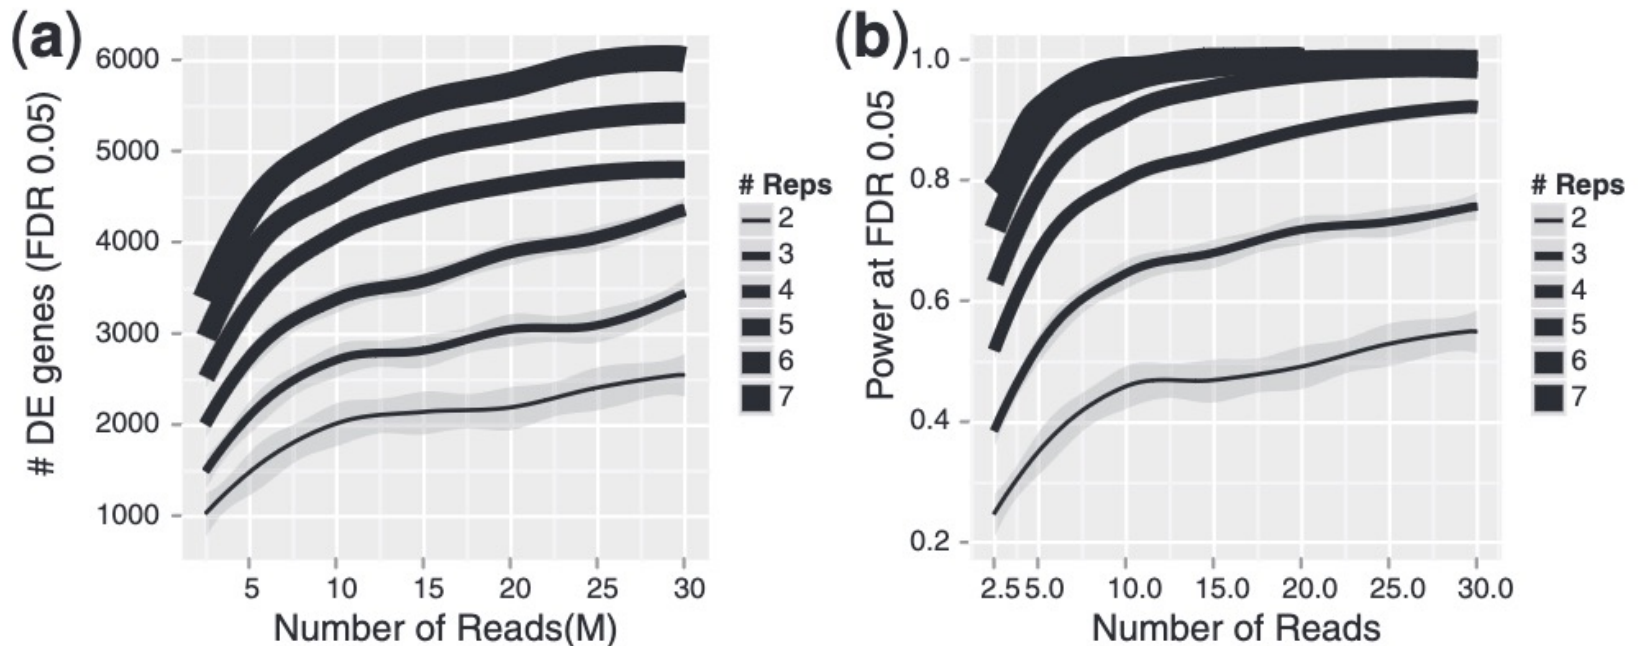 (a)
# DE genes (FDR 0.05)
6000
5000
4000
3000
2000
1000
5 10 15 20 25 30
Number of Reads(M)
# Reps
2
3
4
5
6
7
(b)
Power at FDR 0.05
1.0
0.8
0.6
0.4
0.2
2.5 5.0 10.0 15.0 20.0 25.0 30.0
Number of Reads
# Reps
2
3
4
5
6
7